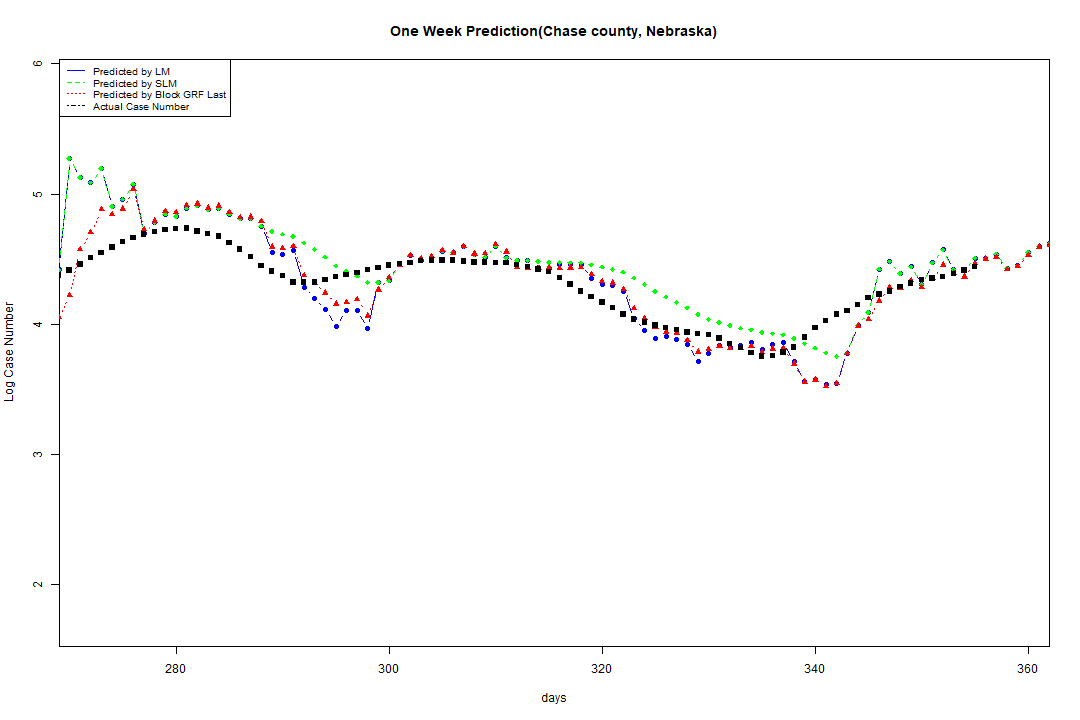 One Week Prediction(Chase county, Nebraska)
Predicted by LM
Predicted by SLM
Predicted by Block GRF Last
Actual Case Number
6
5
4
3
2
Log Case Number
280 300 320 340 360
days